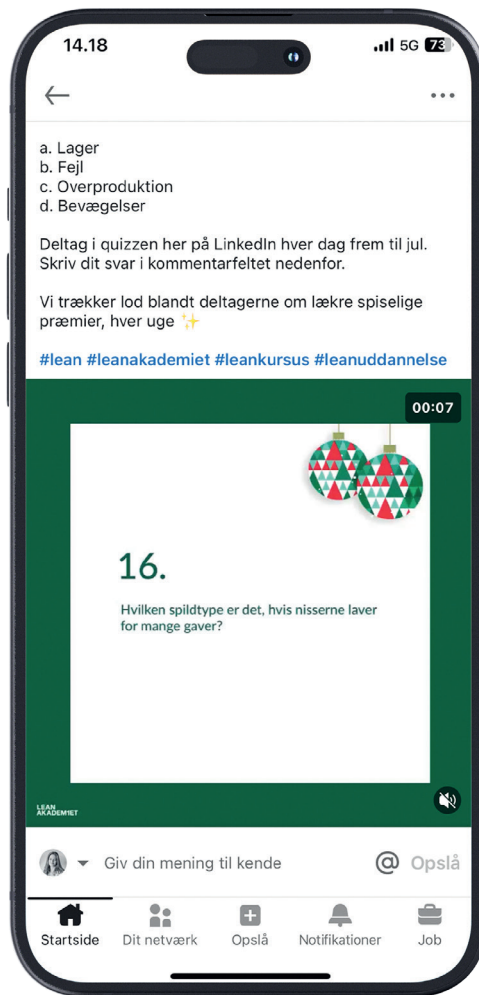 14.18
5G 73
a. Lager
b. Fejl
c. Overproduktion
d. Bevægelser
Deltag i quizzen her på LinkedIn hver dag frem til jul.
Skriv dit svar i kommentarfeltet nedenfor.
Vi trækker lod blandt deltagerne om lækre spiselige
præmier, hver uge ✨
#lean #leanakademiet #leankursus #leanuddannelse
00:07
16.
Hvilken spildtype er det, hvis nisserne laver
for mange gaver?
LEAN
AKADEMIET
Giv din mening til kende
@ Opslå
Startside Dit netværk Opslå Notifikationer Job